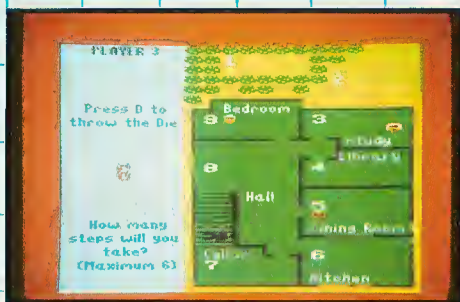 PLAYER 3
Press D to
throw the Die
How many
steps will you
take?
(Maximum 6)
Bedroom
8
3
Study
Library
4
8
Hall
5
Dining Room
7
6
Kitchen